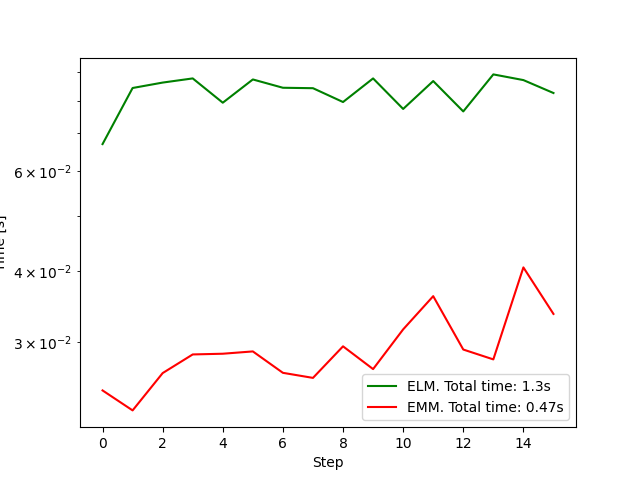 6 × 10⁻²
4 × 10⁻²
3 × 10⁻²
[s]
ELM. Total time: 1.3s
EMM. Total time: 0.47s
0 2 4 6 8 10 12 14
Step